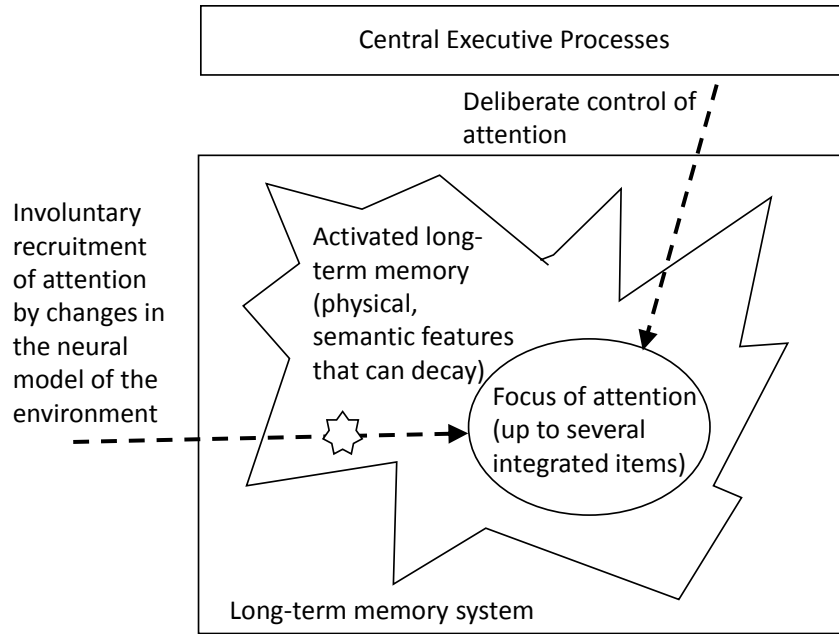 Central Executive Processes
Deliberate control of
attention
Involuntary
recruitment
of attention
by changes in
the neural
model of the
environment
Activated long-
term memory
(physical,
semantic features
that can decay)
Focus of attention
(up to several
integrated items)
Long-term memory system